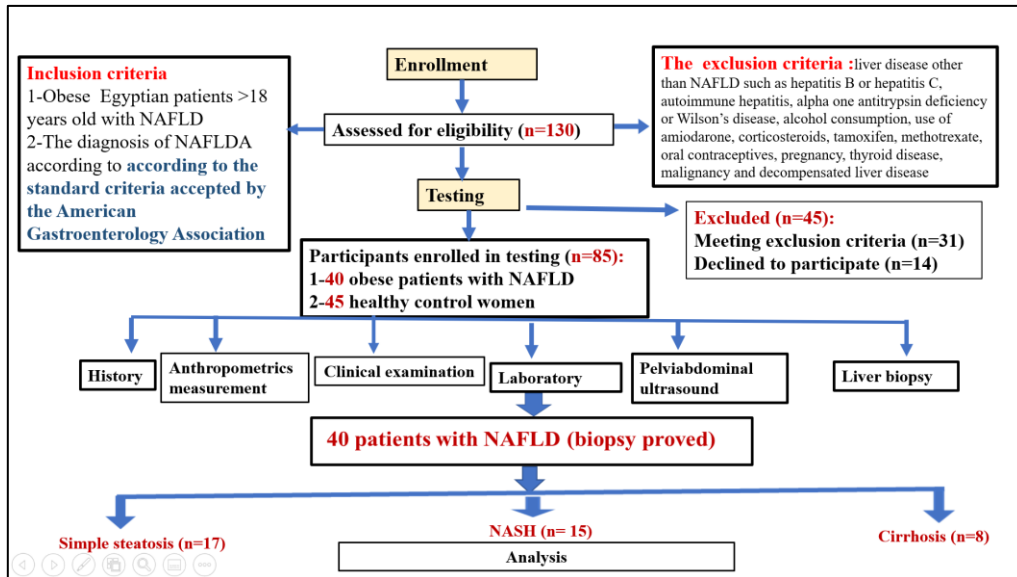 Enrollment
Inclusion criteria
1-Obese Egyptian patients >18
years old with NAFLD
2-The diagnosis of NAFLDA
according to according to the
standard criteria accepted by
the American
Gastroenterology Association
Assessed for eligibility (n=130)
The exclusion criteria :liver disease other
than NAFLD such as hepatitis B or hepatitis C,
autoimmune hepatitis, alpha one antitrypsin deficiency
or Wilson's disease, alcohol consumption, use of
amiodarone, corticosteroids, tamoxifen, methotrexate,
oral contraceptives, pregnancy, thyroid disease,
malignancy and decompensated liver disease
Testing
Excluded (n=45):
Meeting exclusion criteria (n=31)
Declined to participate (n=14)
Participants enrolled in testing (n=85):
1-40 obese patients with NAFLD
2-45 healthy control women
History
Anthropometrics
measurement
Clinical examination
Laboratory
Pelviabdominal
ultrasound
Liver biopsy
40 patients with NAFLD (biopsy proved)
Simple steatosis (n=17)
NASH (n= 15)
Cirrhosis (n=8)
Analysis